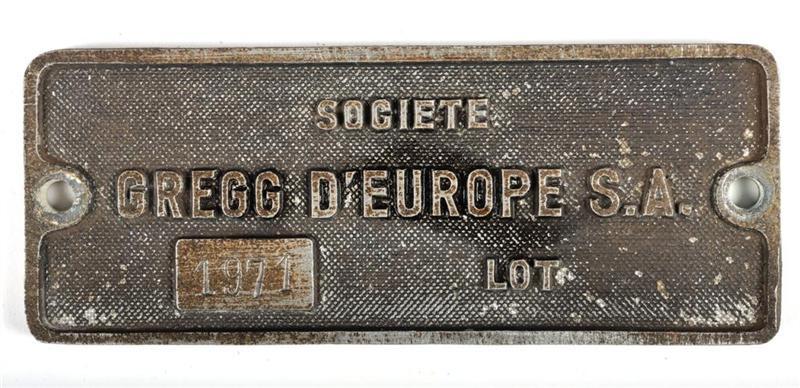 SOCIETE
GREGG D'EUROPE S.A.
1971 LOT